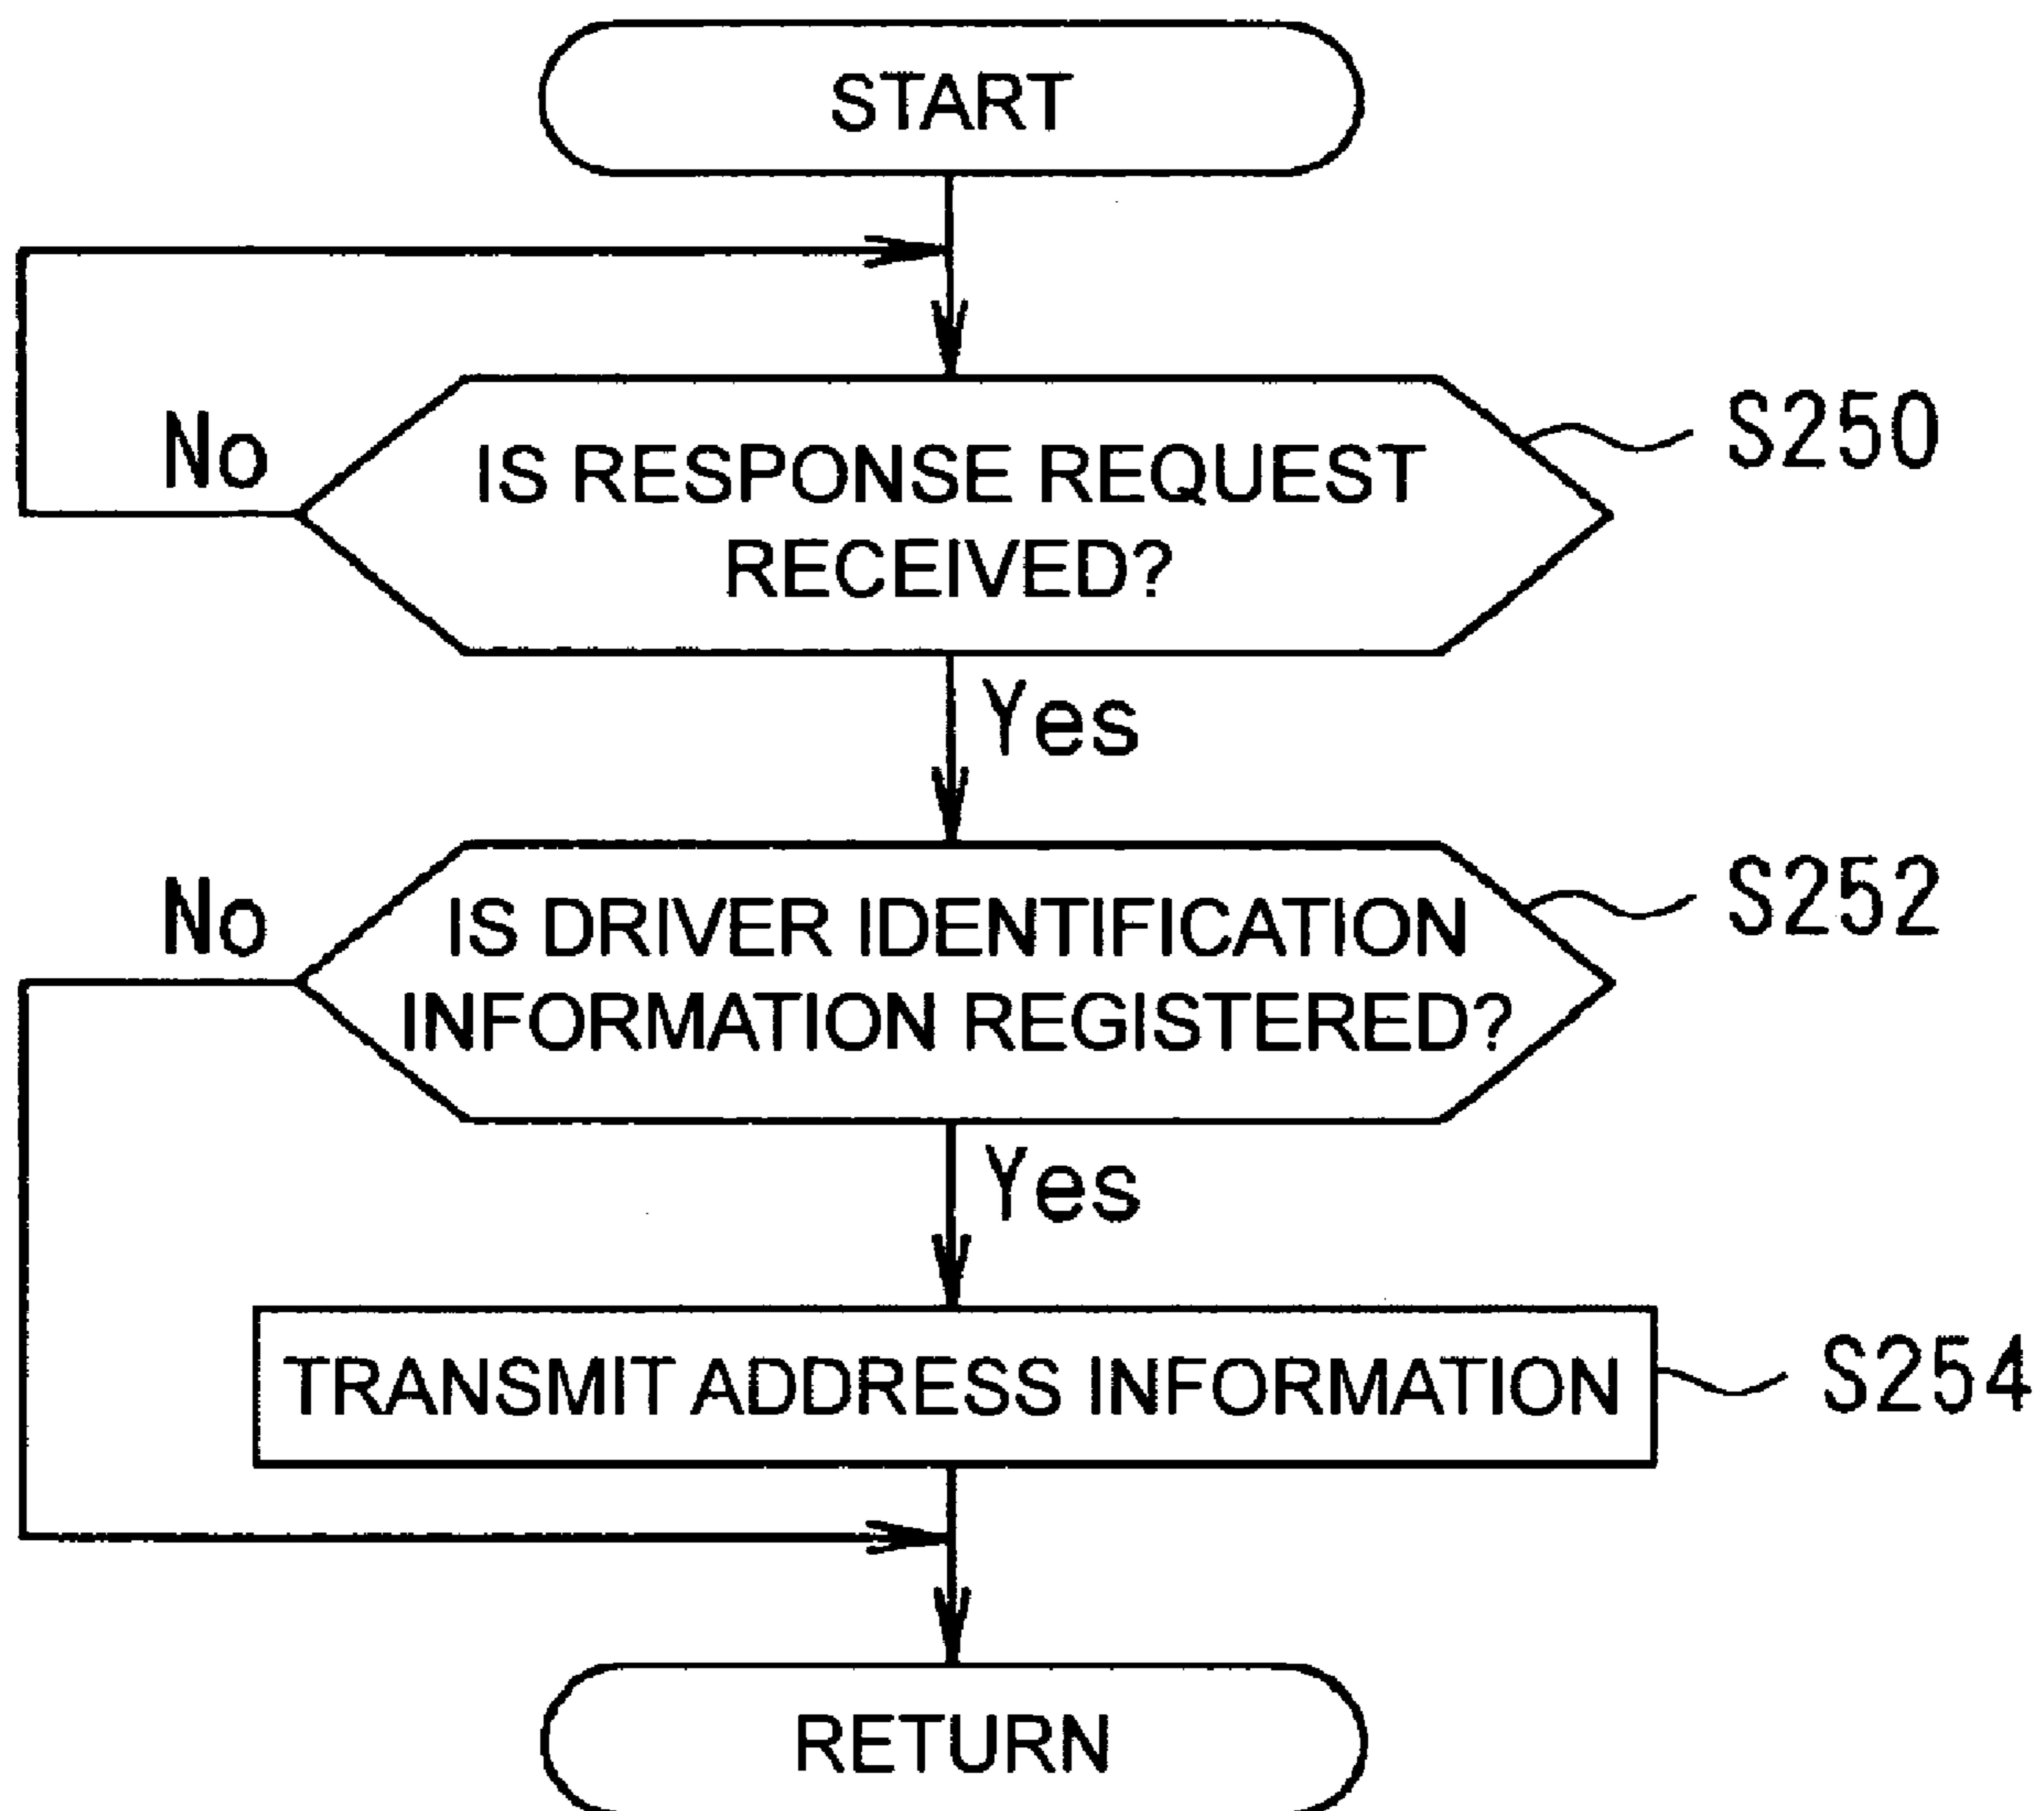 START
No
IS RESPONSE REQUEST
RECEIVED?
S250
Yes
No
IS DRIVER IDENTIFICATION
INFORMATION REGISTERED?
S252
Yes
TRANSMIT ADDRESS INFORMATION
S254
RETURN